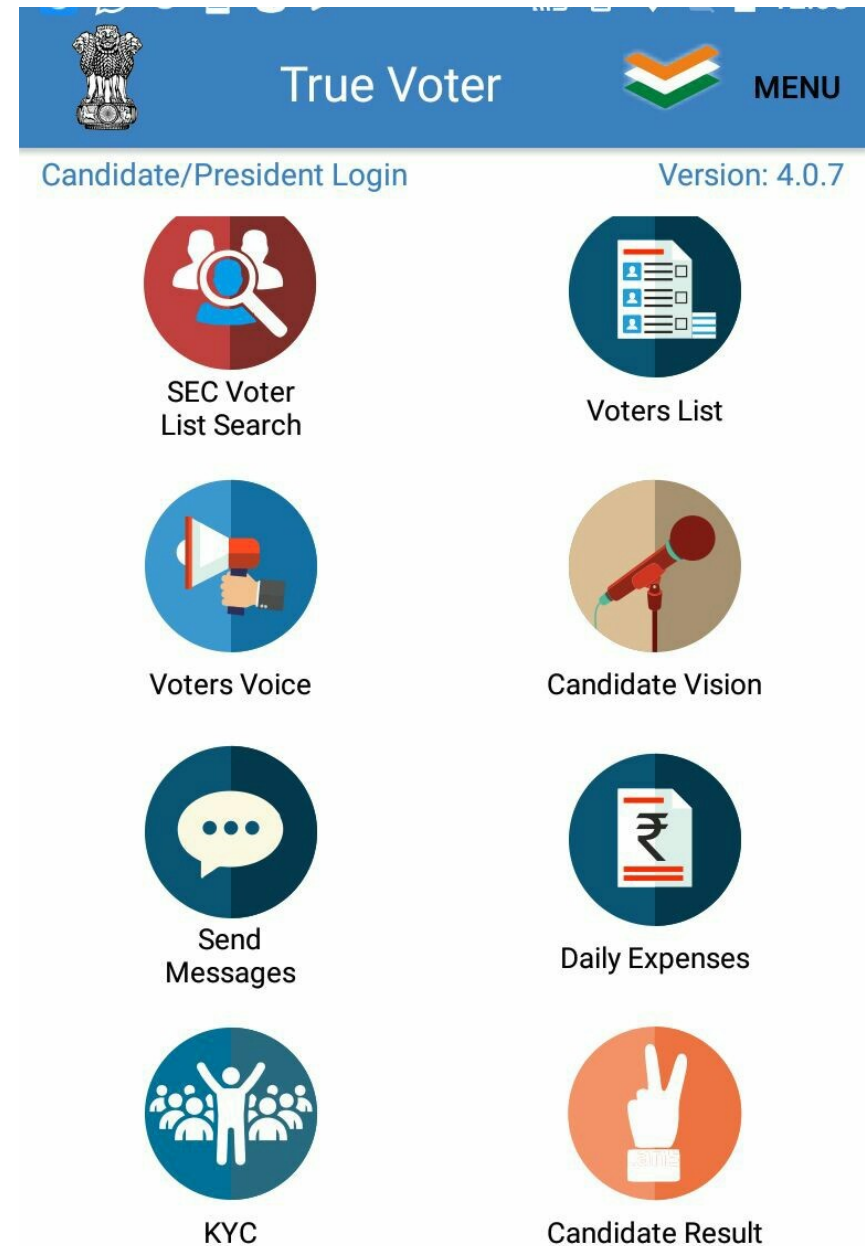 True Voter
MENU
Candidate/President Login
Version: 4.0.7
SEC Voter
List Search
Voters List
Voters Voice
Candidate Vision
Send
Messages
Daily Expenses
₹
KYC
Candidate Result